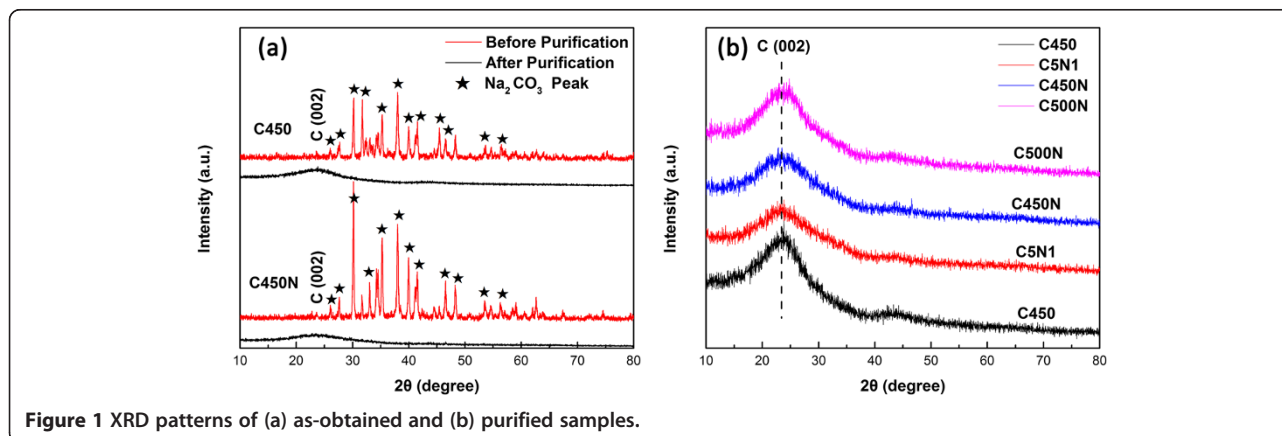 (a)
Before Purification
After Purification
★ Na₂CO₃ Peak
C450
C (002)
C450N
C (002)
Intensity (a.u.)
10 20 30 40 50 60 70 80
2θ (degree)
(b)
C (002)
C450
C5N1
C450N
C500N
C500N
C450N
C5N1
C450
Intensity (a.u.)
10 20 30 40 50 60 70 80
2θ (degree)
Figure 1 XRD patterns of (a) as-obtained and (b) purified samples.